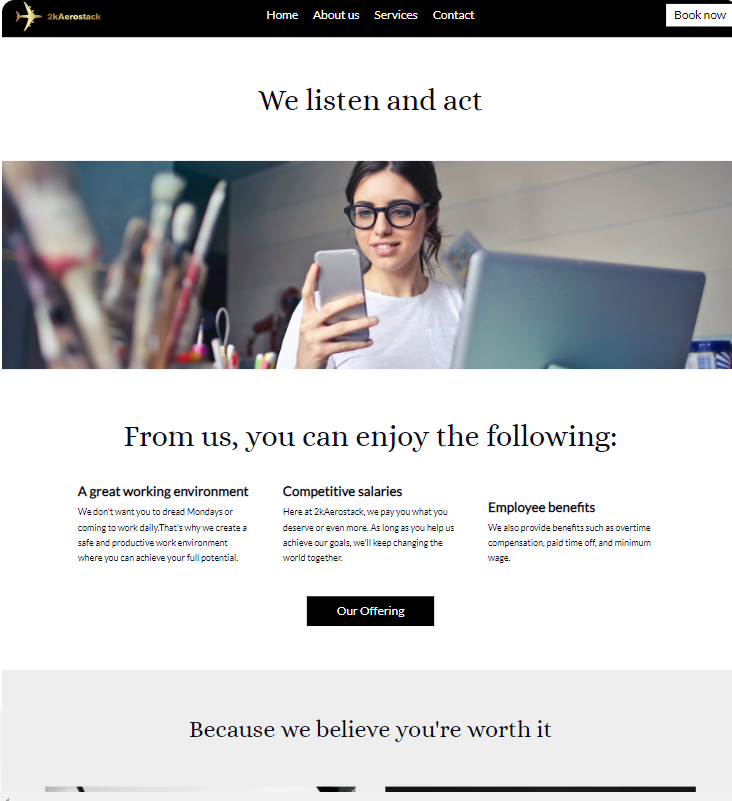 2kAerostack
Home About us Services Contact
Book now
We listen and act
From us, you can enjoy the following:
A great working environment
We don't want you to dread Mondays or
coming to work daily.That's why we create a
safe and productive work environment
where you can achieve your full potential.
Competitive salaries
Here at 2kAerostack, we pay you what you
deserve or even more. As long as you help us
achieve our goals, we'll keep changing the
world together.
Employee benefits
We also provide benefits such as overtime
compensation, paid time off, and minimum
wage.
Our Offering
Because we believe you're worth it